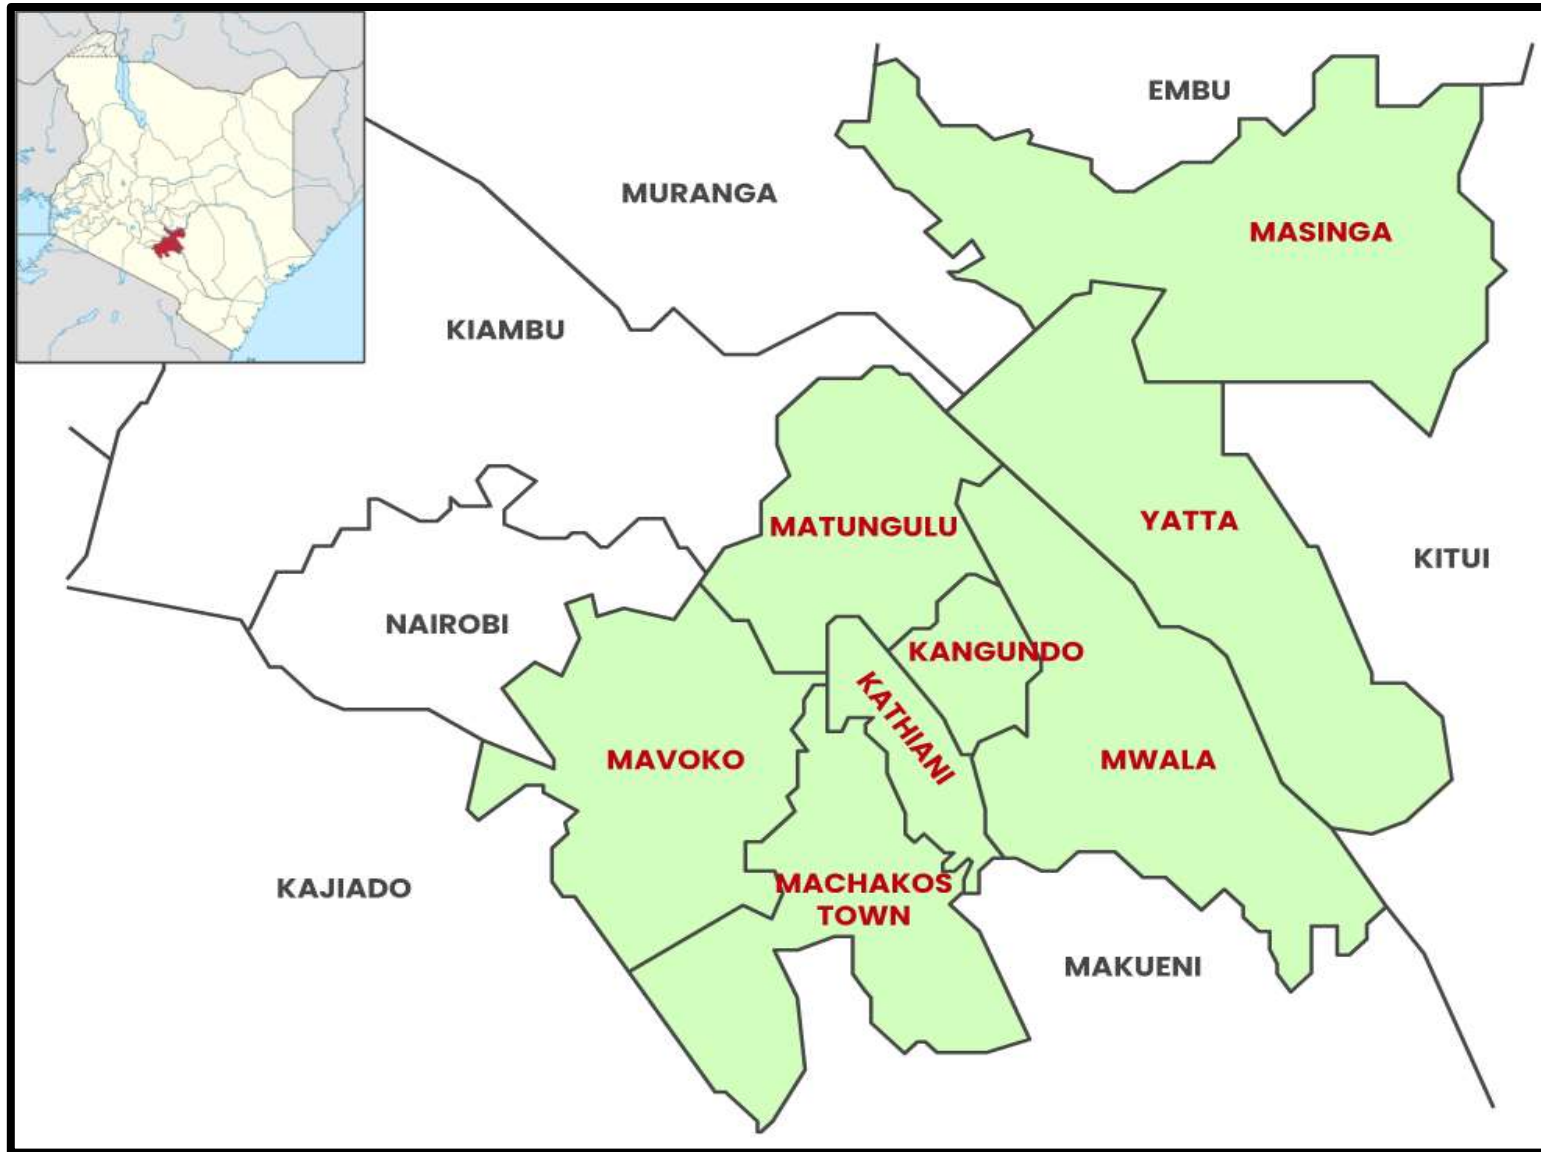 EMBU
MURANGA
MASINGA
KIAMBU
MATUNGULU
YATTA
KITUI
NAIROBI
KANGUNDO
KATHIANI
MAVOKO
MWALA
KAJIADO
MACHAKOS
TOWN
MAKUENI